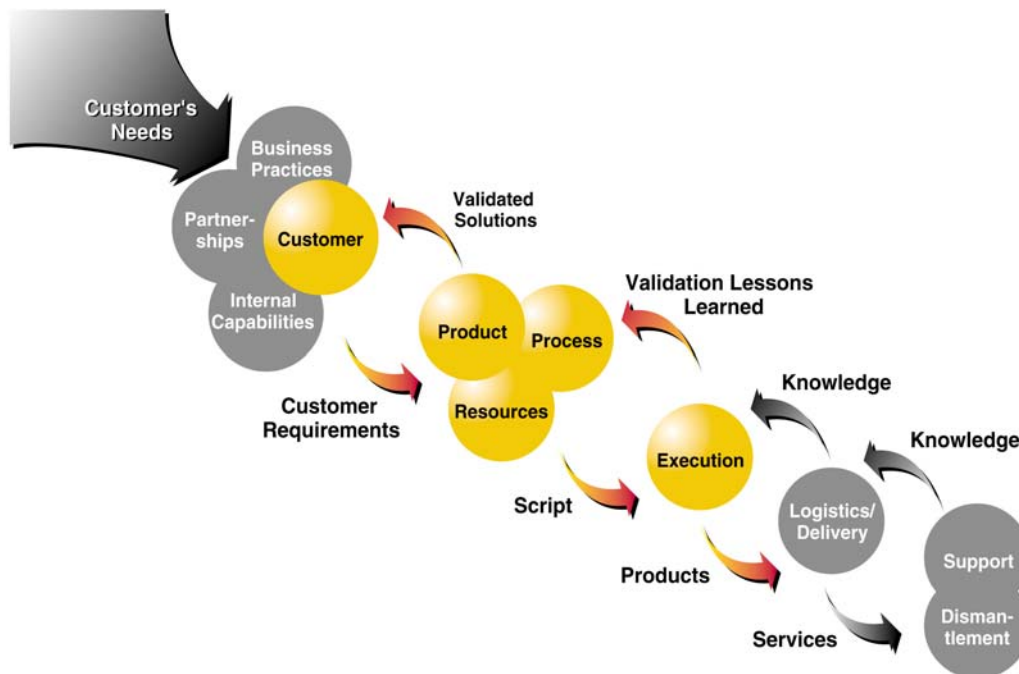 Customer's
Needs
Business
Practices
Partner-
ships
Customer
Internal
Capabilities
Validated
Solutions
Customer
Requirements
Product
Process
Resources
Validation Lessons
Learned
Script
Execution
Knowledge
Products
Logistics/
Delivery
Knowledge
Services
Support
Disman-
tlement